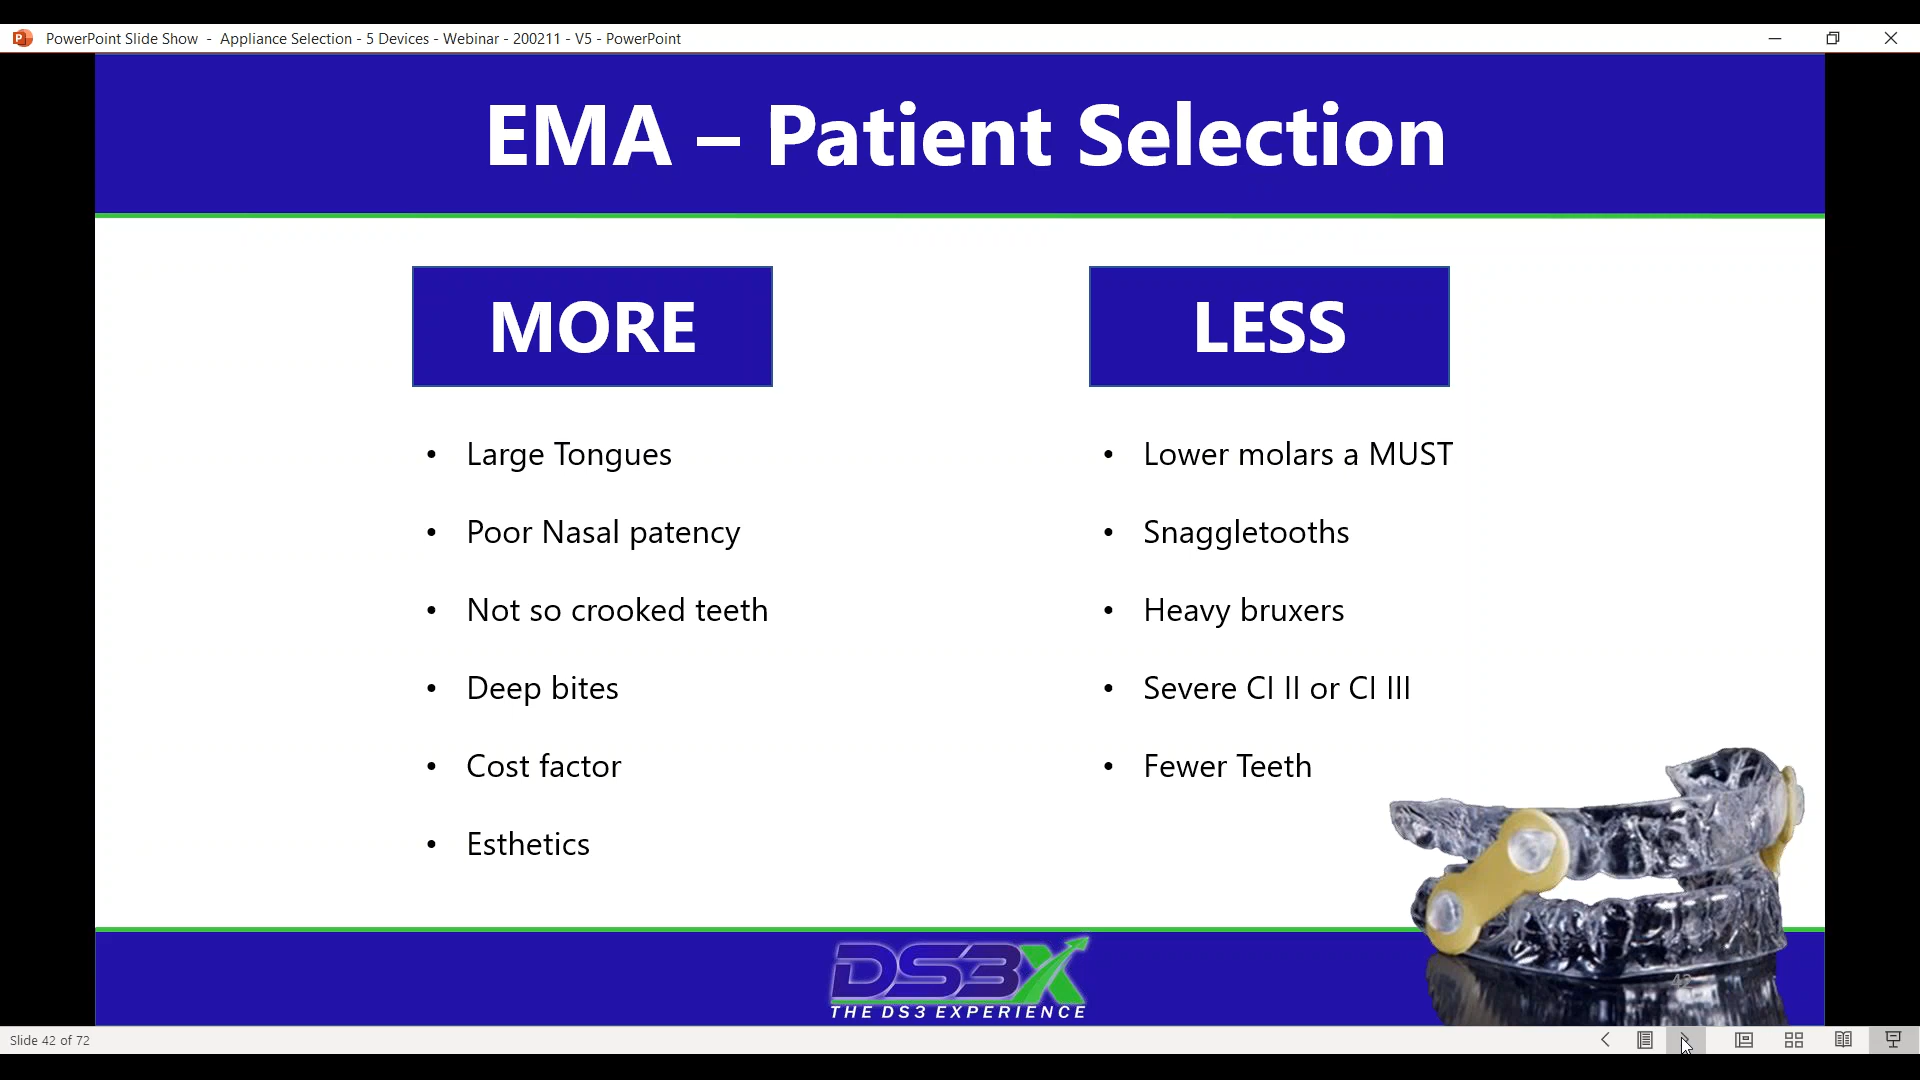 PowerPoint Slide Show - Appliance Selection - 5 Devices - Webinar - 200211 - V5 - PowerPoint
EMA – Patient Selection
MORE
• Large Tongues
• Poor Nasal patency
• Not so crooked teeth
• Deep bites
• Cost factor
• Esthetics
LESS
• Lower molars a MUST
• Snaggletooths
• Heavy bruxers
• Severe Cl II or Cl III
• Fewer Teeth
DS3X
THE DS3 EXPERIENCE
42
Slide 42 of 72